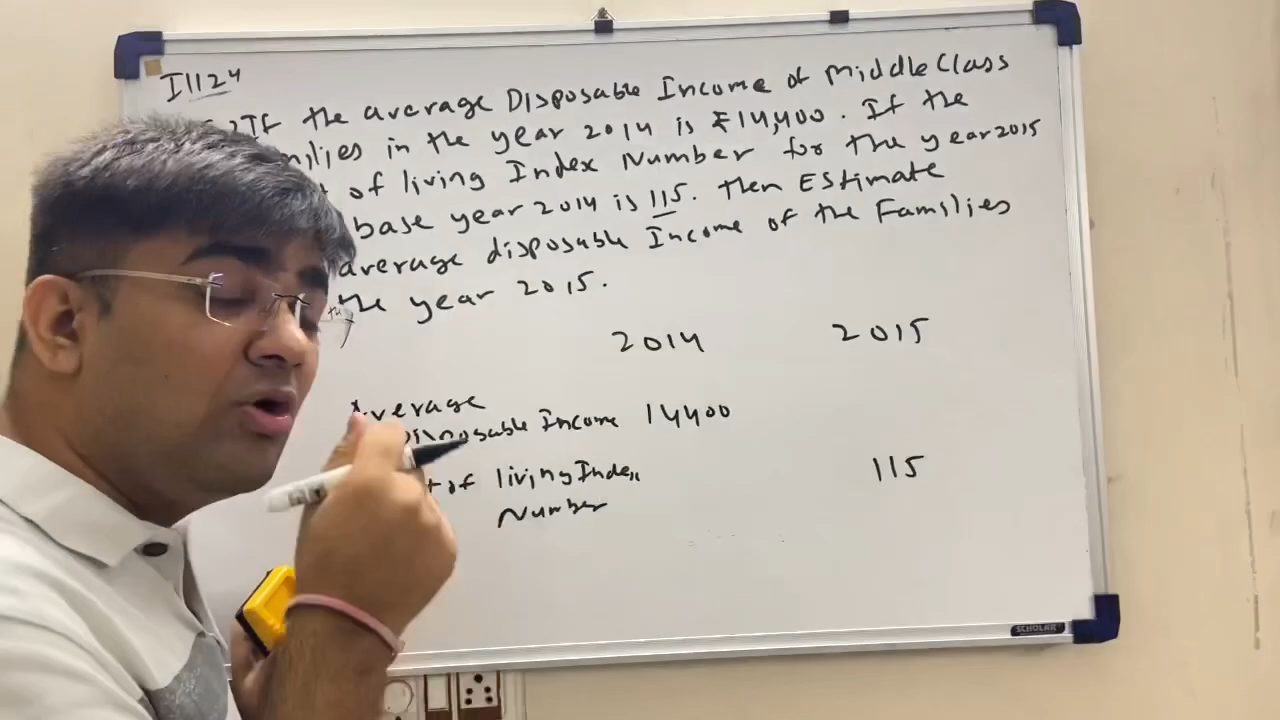 I1124
If the average Disposable Income of Middle Class
in the year 2014 is ₹14,400. If the
of living Index Number for the year 2015
base year 2014 is 115. then Estimate
average disposable Income of the Families
the year 2015.
2014 2015
Average
Disposable Income 14400
of living Index 115
Number
SCHOLAR